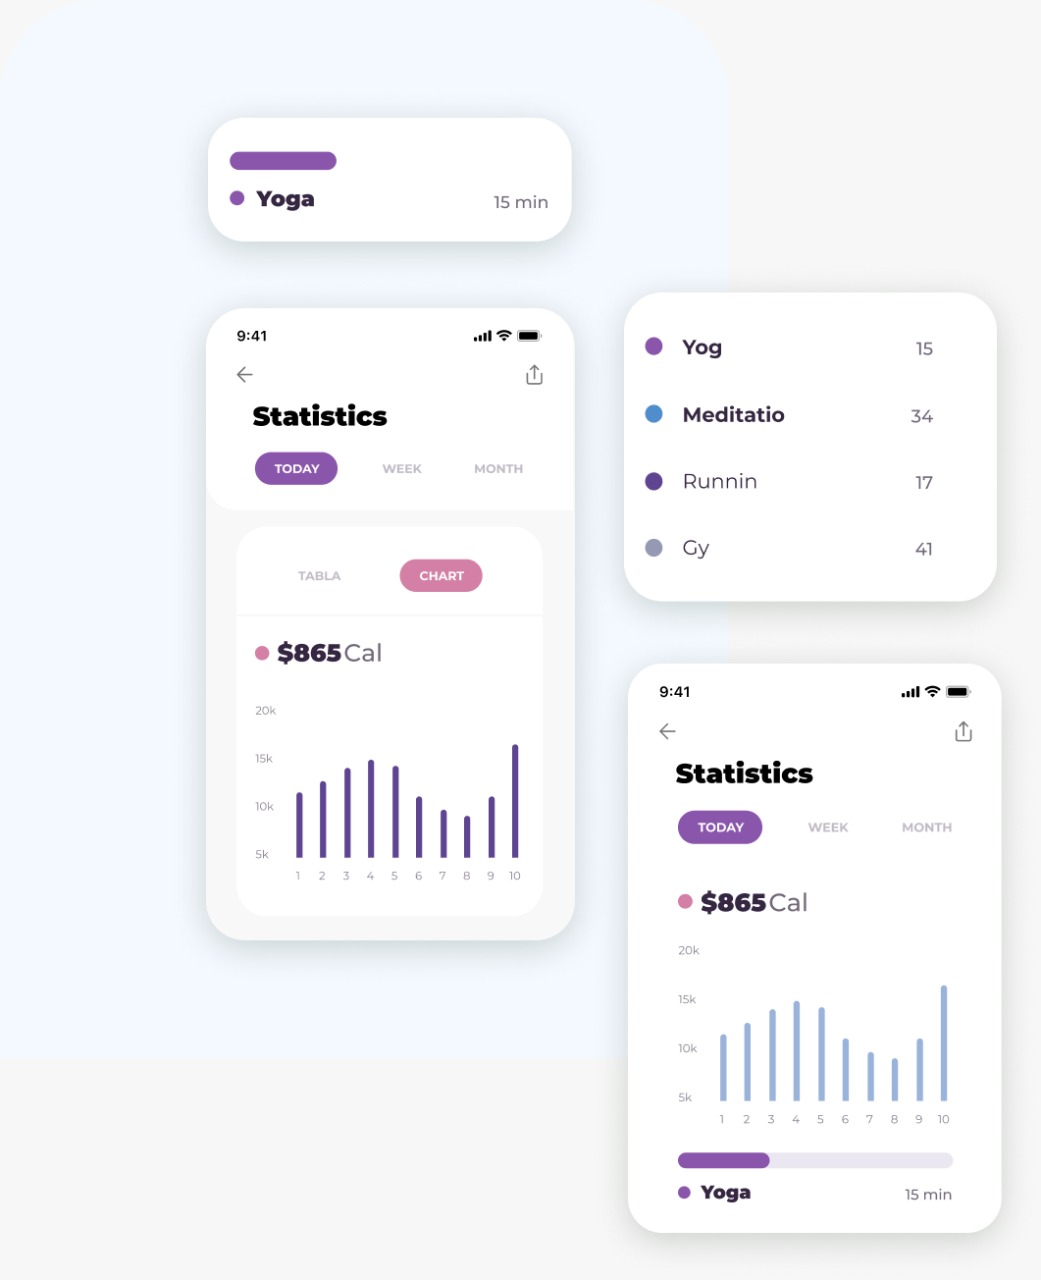 Yoga 15 min
9:41
Statistics
TODAY WEEK MONTH
TABLA CHART
$865 Cal
20k
15k
10k
5k
1 2 3 4 5 6 7 8 9 10
Yog 15
Meditatio 34
Runnin 17
Gy 41
9:41
Statistics
TODAY WEEK MONTH
$865 Cal
20k
15k
10k
5k
1 2 3 4 5 6 7 8 9 10
Yoga 15 min